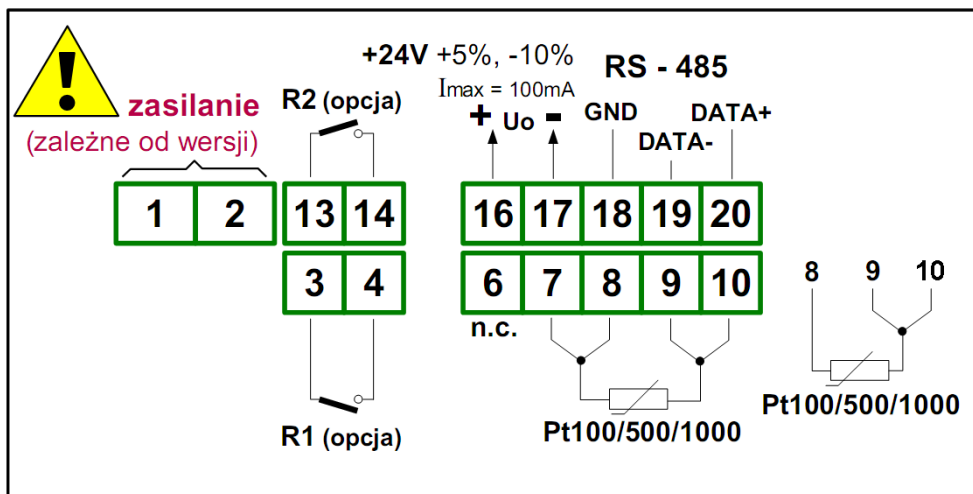 +24V +5%, -10%
Imax = 100mA
RS - 485
R2 (opcja)
zasilanie
(zależne od wersji)
+ Uo -
GND
DATA-
DATA+
1 2 13 14 16 17 18 19 20
3 4 6 7 8 9 10
n.c.
8 9 10
R1 (opcja)
Pt100/500/1000
Pt100/500/1000